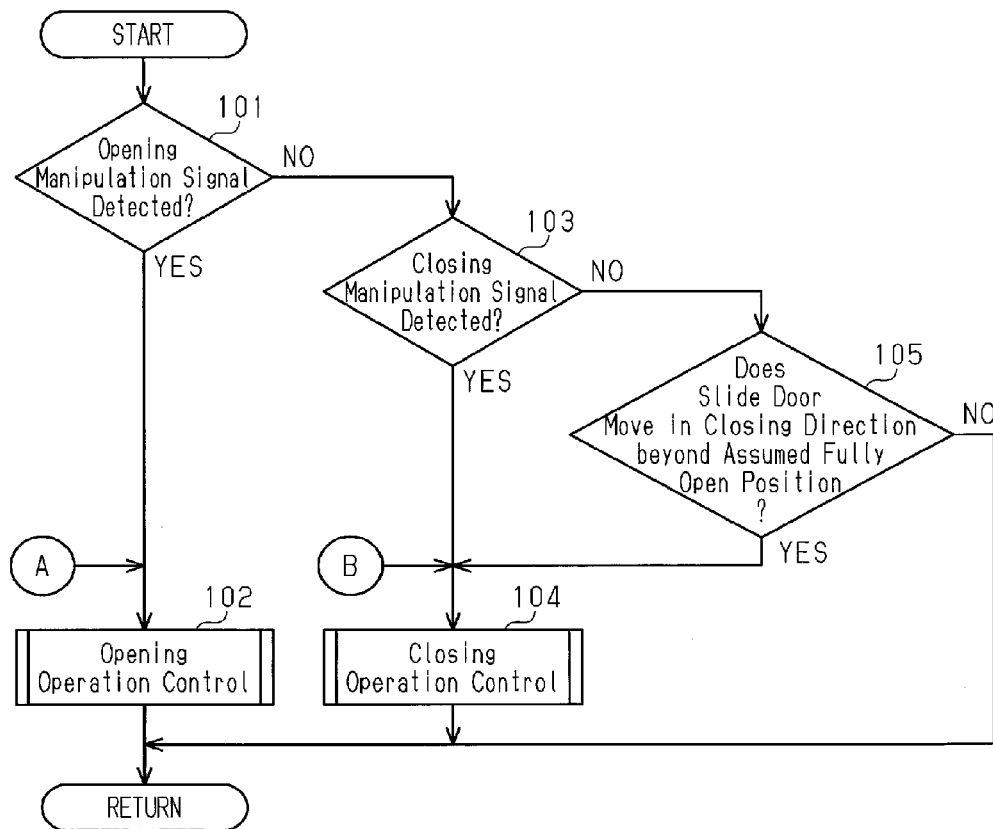 START
101
Opening
Manipulation Signal
Detected?
NO
YES
103
Closing
Manipulation Signal
Detected?
NO
YES
105
Does
Slide Door
Move in Closing Direction
beyond Assumed Fully
Open Position
?
NO
YES
A
B
102
Opening
Operation Control
104
Closing
Operation Control
RETURN